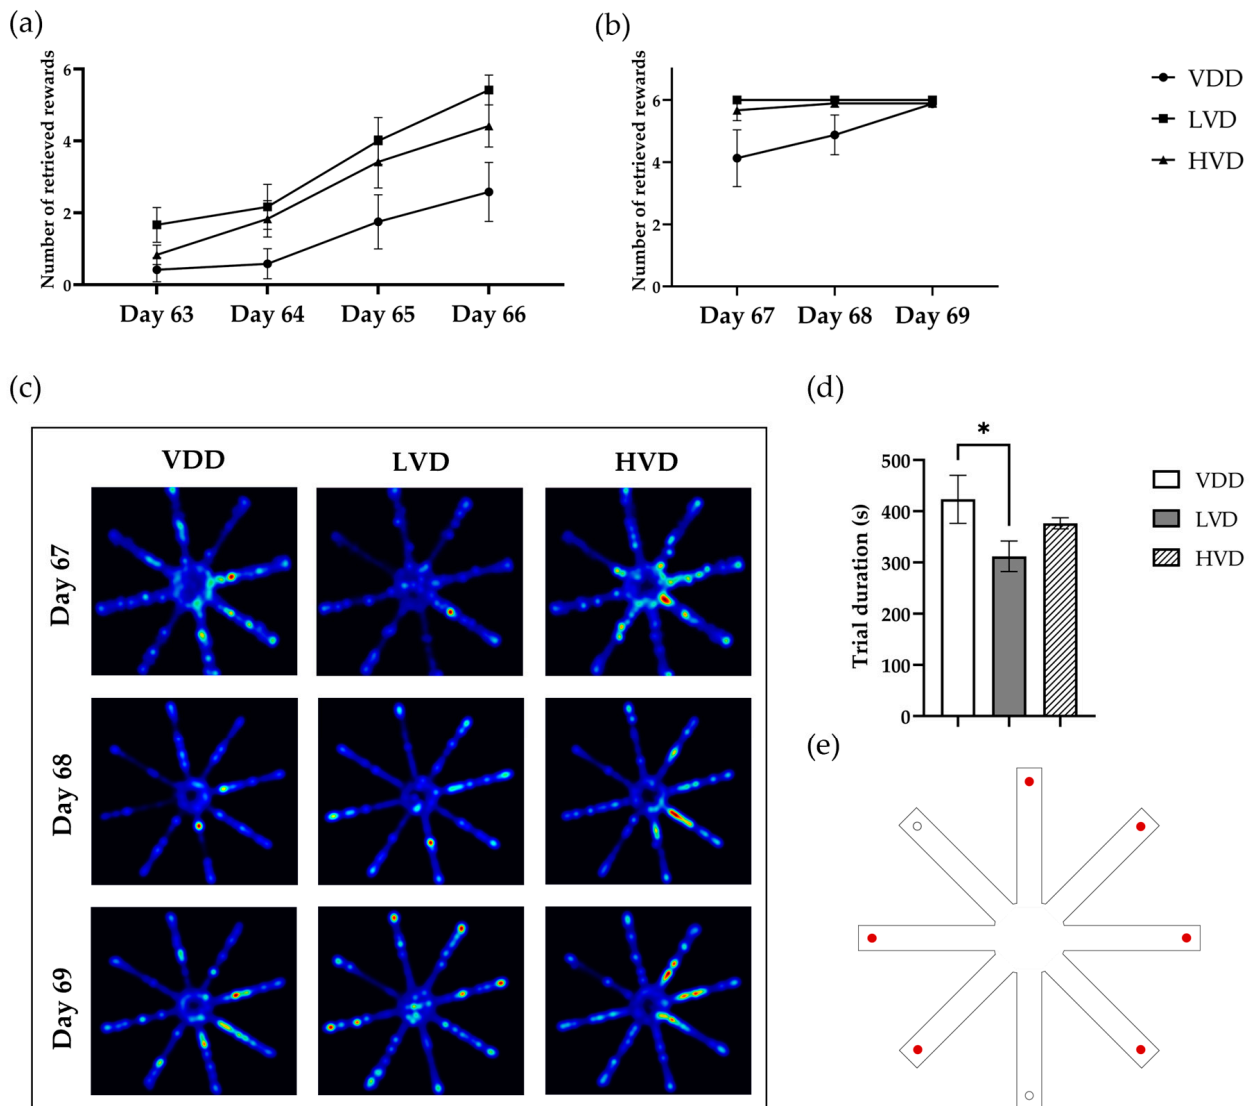 (a)
Number of retrieved rewards
6
4
2
0
Day 63 Day 64 Day 65 Day 66
(b)
Number of retrieved rewards
6
4
2
0
Day 67 Day 68 Day 69
VDD
LVD
HVD
(c)
VDD LVD HVD
Day 67
Day 68
Day 69
(d)
*
Trial duration (s)
500
400
300
200
100
0
VDD
LVD
HVD
(e)